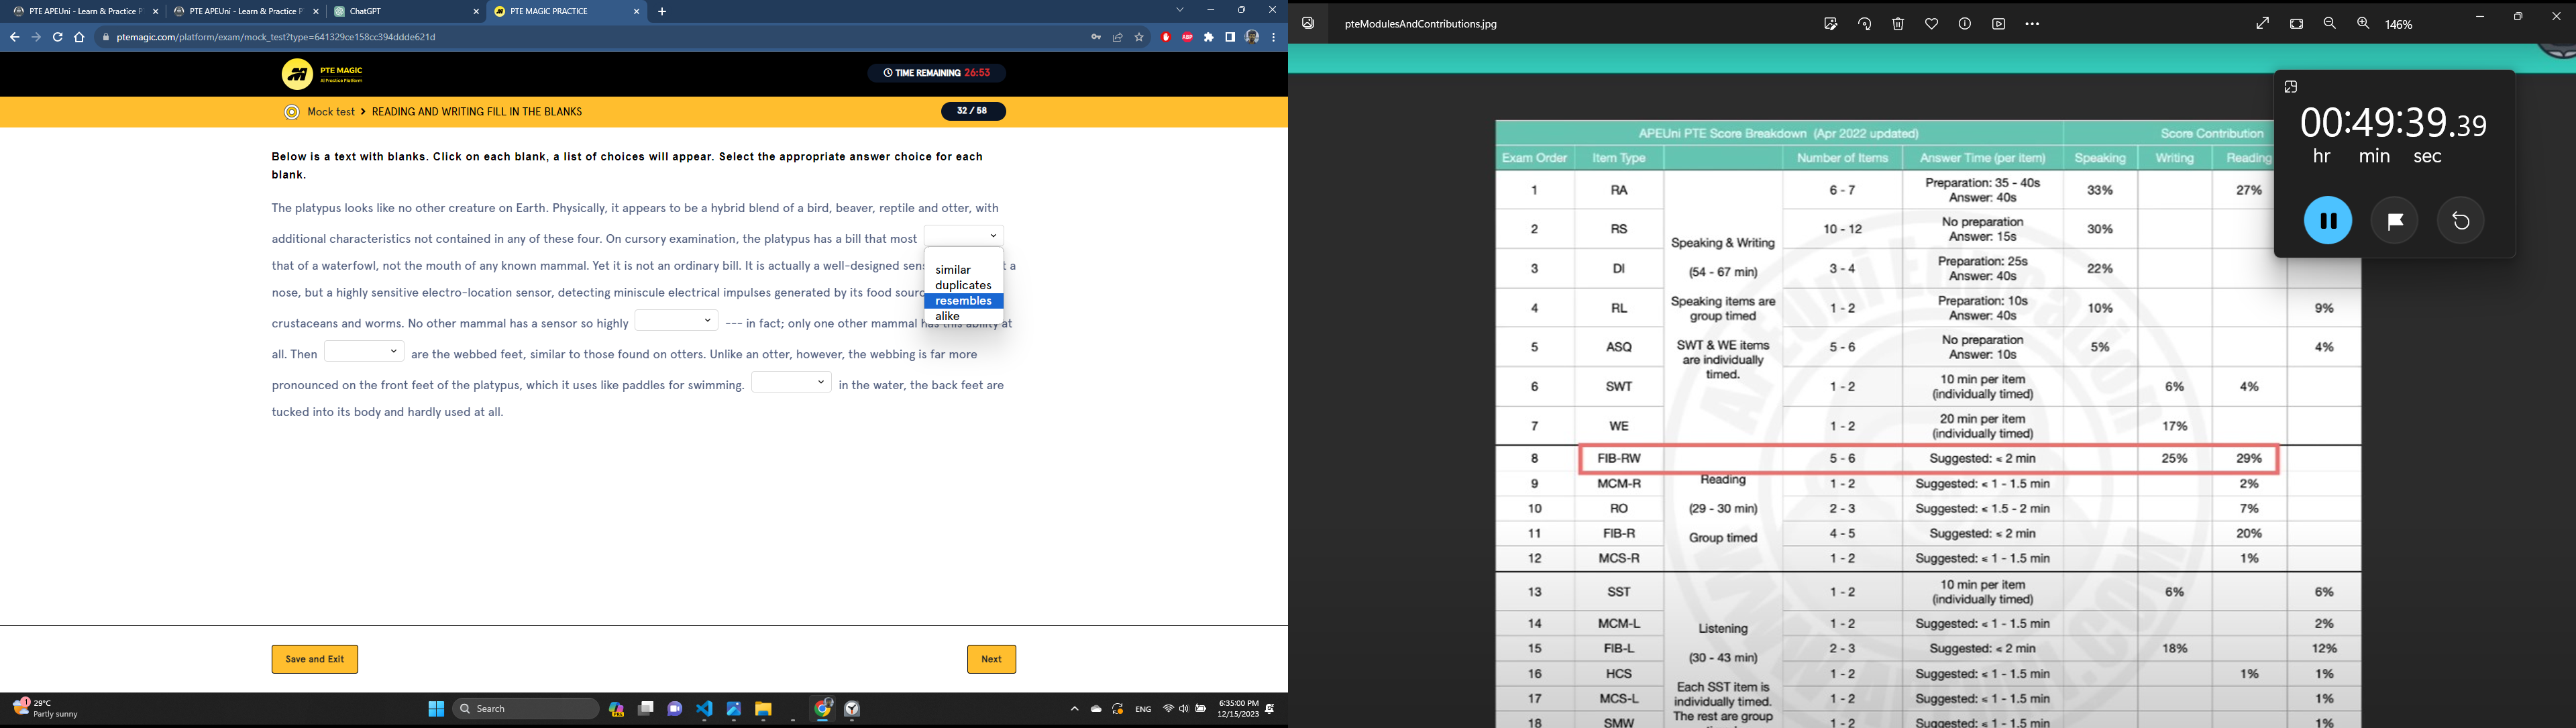 PTE APEUni - Learn & Practice P
PTE APEUni - Learn & Practice P
ChatGPT
PTE MAGIC PRACTICE
ptemagic.com/platform/exam/mock_test?type=641329ce158cc394ddde621d
PTE MAGIC
AI Practice Platform
TIME REMAINING 26:53
Mock test > READING AND WRITING FILL IN THE BLANKS
32 / 58
Below is a text with blanks. Click on each blank, a list of choices will appear. Select the appropriate answer choice for each
blank.
The platypus looks like no other creature on Earth. Physically, it appears to be a hybrid blend of a bird, beaver, reptile and otter, with
additional characteristics not contained in any of these four. On cursory examination, the platypus has a bill that most
that of a waterfowl, not the mouth of any known mammal. Yet it is not an ordinary bill. It is actually a well-designed sens t a
nose, but a highly sensitive electro-location sensor, detecting miniscule electrical impulses generated by its food sourc
crustaceans and worms. No other mammal has a sensor so highly --- in fact; only one other mammal has this ability at
all. Then are the webbed feet, similar to those found on otters. Unlike an otter, however, the webbing is far more
pronounced on the front feet of the platypus, which it uses like paddles for swimming. in the water, the back feet are
tucked into its body and hardly used at all.
similar
duplicates
resembles
alike
Save and Exit
Next
29°C
Partly sunny
Search
ENG
6:35:00 PM
12/15/2023
pteModulesAndContributions.jpg
146%
00:49:39.39
hr min sec
APEUni PTE Score Breakdown (Apr 2022 updated) Score Contribution
Exam Order Item Type Number of Items Answer Time (per item) Speaking Writing Reading
1 RA 6 - 7 Preparation: 35 - 40s Answer: 40s 33% 27%
2 RS 10 - 12 No preparation Answer: 15s 30%
3 DI 3 - 4 Preparation: 25s Answer: 40s 22%
4 RL 1 - 2 Preparation: 10s Answer: 40s 10% 9%
5 ASQ 5 - 6 No preparation Answer: 10s 5% 4%
6 SWT 1 - 2 10 min per item (individually timed) 6% 4%
7 WE 1 - 2 20 min per item (individually timed) 17%
Speaking & Writing
(54 - 67 min)
Speaking items are
group timed
SWT & WE items
are individually
timed.
8 FIB-RW 5 - 6 Suggested: < 2 min 25% 29%
9 MCM-R 1 - 2 Suggested: < 1 - 1.5 min 2%
10 RO 2 - 3 Suggested: < 1.5 - 2 min 7%
11 FIB-R 4 - 5 Suggested: < 2 min 20%
12 MCS-R 1 - 2 Suggested: < 1 - 1.5 min 1%
Reading
(29 - 30 min)
Group timed
13 SST 1 - 2 10 min per item (individually timed) 6% 6%
14 MCM-L 1 - 2 Suggested: < 1 - 1.5 min 2%
15 FIB-L 2 - 3 Suggested: < 2 min 18% 12%
16 HCS 1 - 2 Suggested: < 1 - 1.5 min 1% 1%
17 MCS-L 1 - 2 Suggested: < 1 - 1.5 min 1%
18 SMW 1 - 2 Suggested: < 1 - 1.5 min 1%
Listening
(30 - 43 min)
Each SST item is
individually timed.
The rest are group